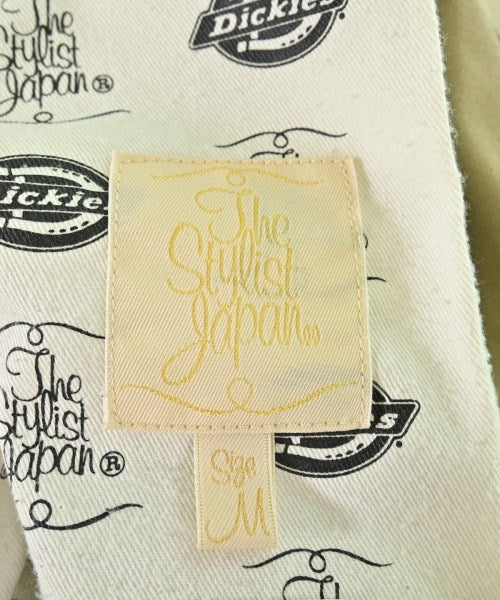 The
Stylist
Japan®
Dickies
Dickies
The
Stylist
Japan®
The
Stylist
Japan®
Size
M